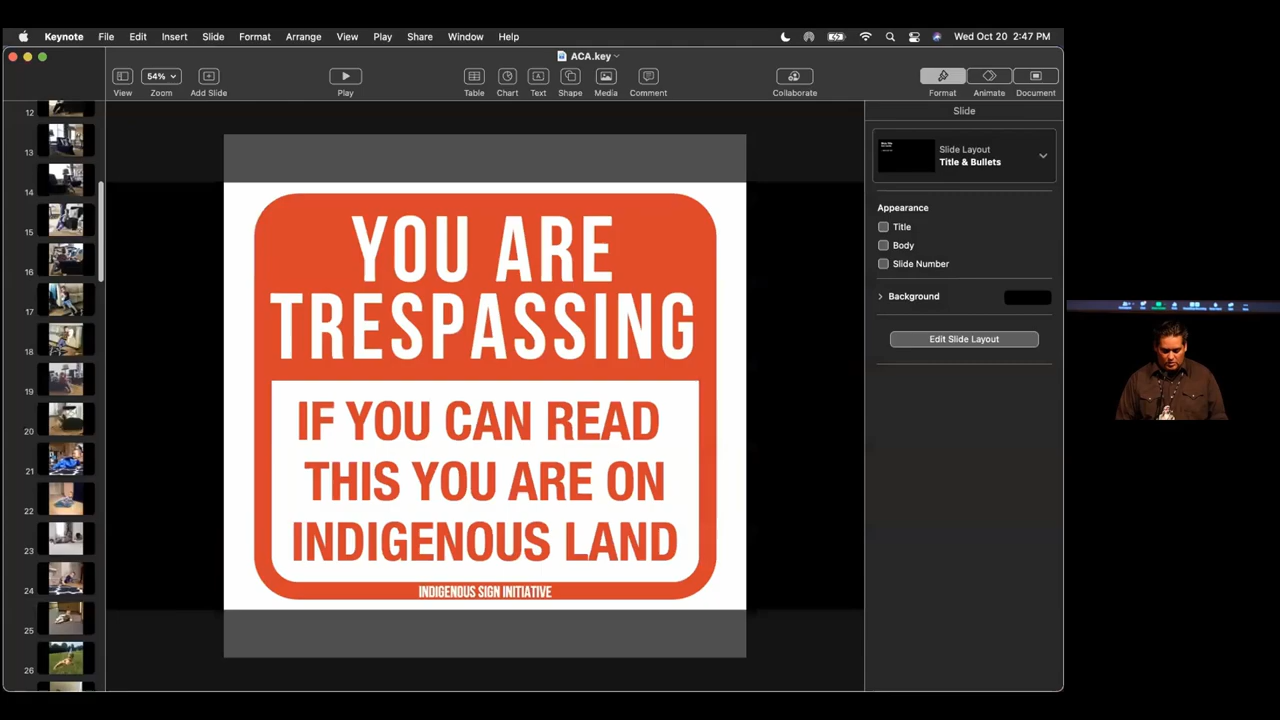 Keynote File Edit Insert Slide Format Arrange View Play Share Window Help Wed Oct 20 2:47 PM
ACA.key
54%
View Zoom Add Slide Play Table Chart Text Shape Media Comment Collaborate Format Animate Document
Slide
Slide Layout
Title & Bullets
Appearance
Title
Body
Slide Number
Background
Edit Slide Layout
12
13
14
15
16
17
18
19
20
21
22
23
24
25
26
YOU ARE
TRESPASSING
IF YOU CAN READ
THIS YOU ARE ON
INDIGENOUS LAND
INDIGENOUS SIGN INITIATIVE